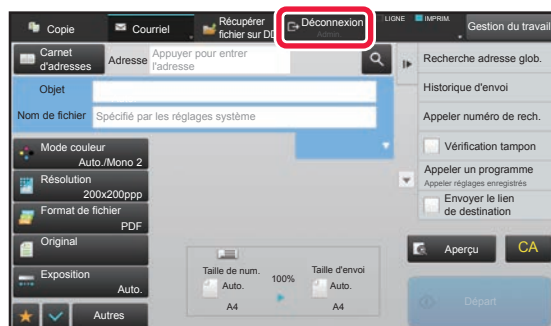 Copie
Courriel
Récupérer
fichier sur DD
Déconnexion
Admin.
LIGNE
IMPRIM.
Gestion du travail
Carnet
d'adresses
Adresse
Appuyer pour entrer
l'adresse
Objet
Nom de fichier
Spécifié par les réglages système
Mode couleur
Auto./Mono 2
Résolution
200x200ppp
Format de fichier
PDF
Original
Exposition
Auto.
Autres
Taille de num.
Auto.
A4
100%
Taille d'envoi
Auto.
A4
Recherche adresse glob.
Historique d'envoi
Appeler numéro de rech.
Vérification tampon
Appeler un programme
Appeler réglages enregistrés
Envoyer le lien
de destination
Aperçu
CA
Départ